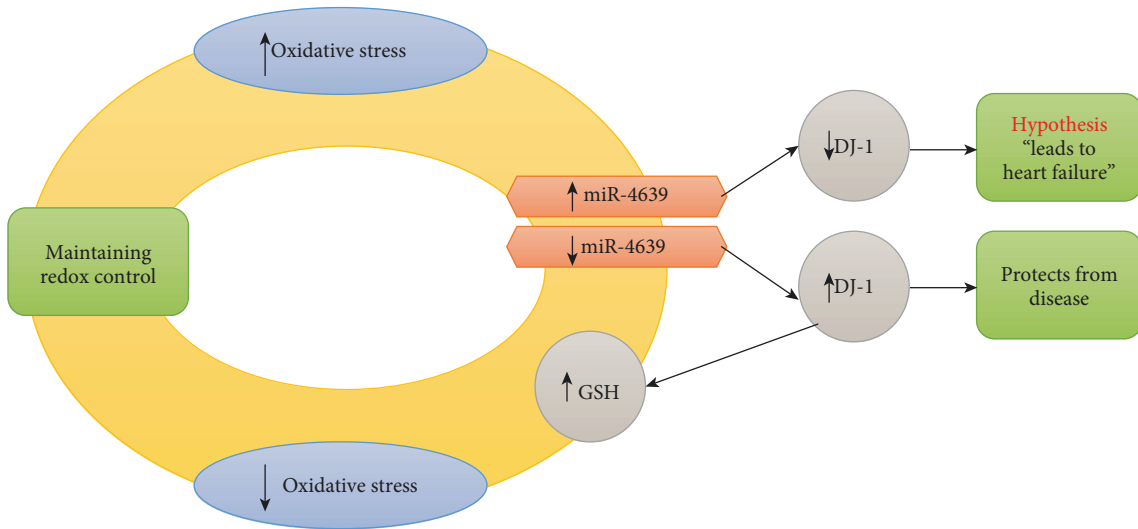 ↑ Oxidative stress
↑ miR-4639
↓ miR-4639
↓ DJ-1
Hypothesis
“leads to
heart failure”
Maintaining
redox control
↑ DJ-1
Protects from
disease
↑ GSH
↓ Oxidative stress